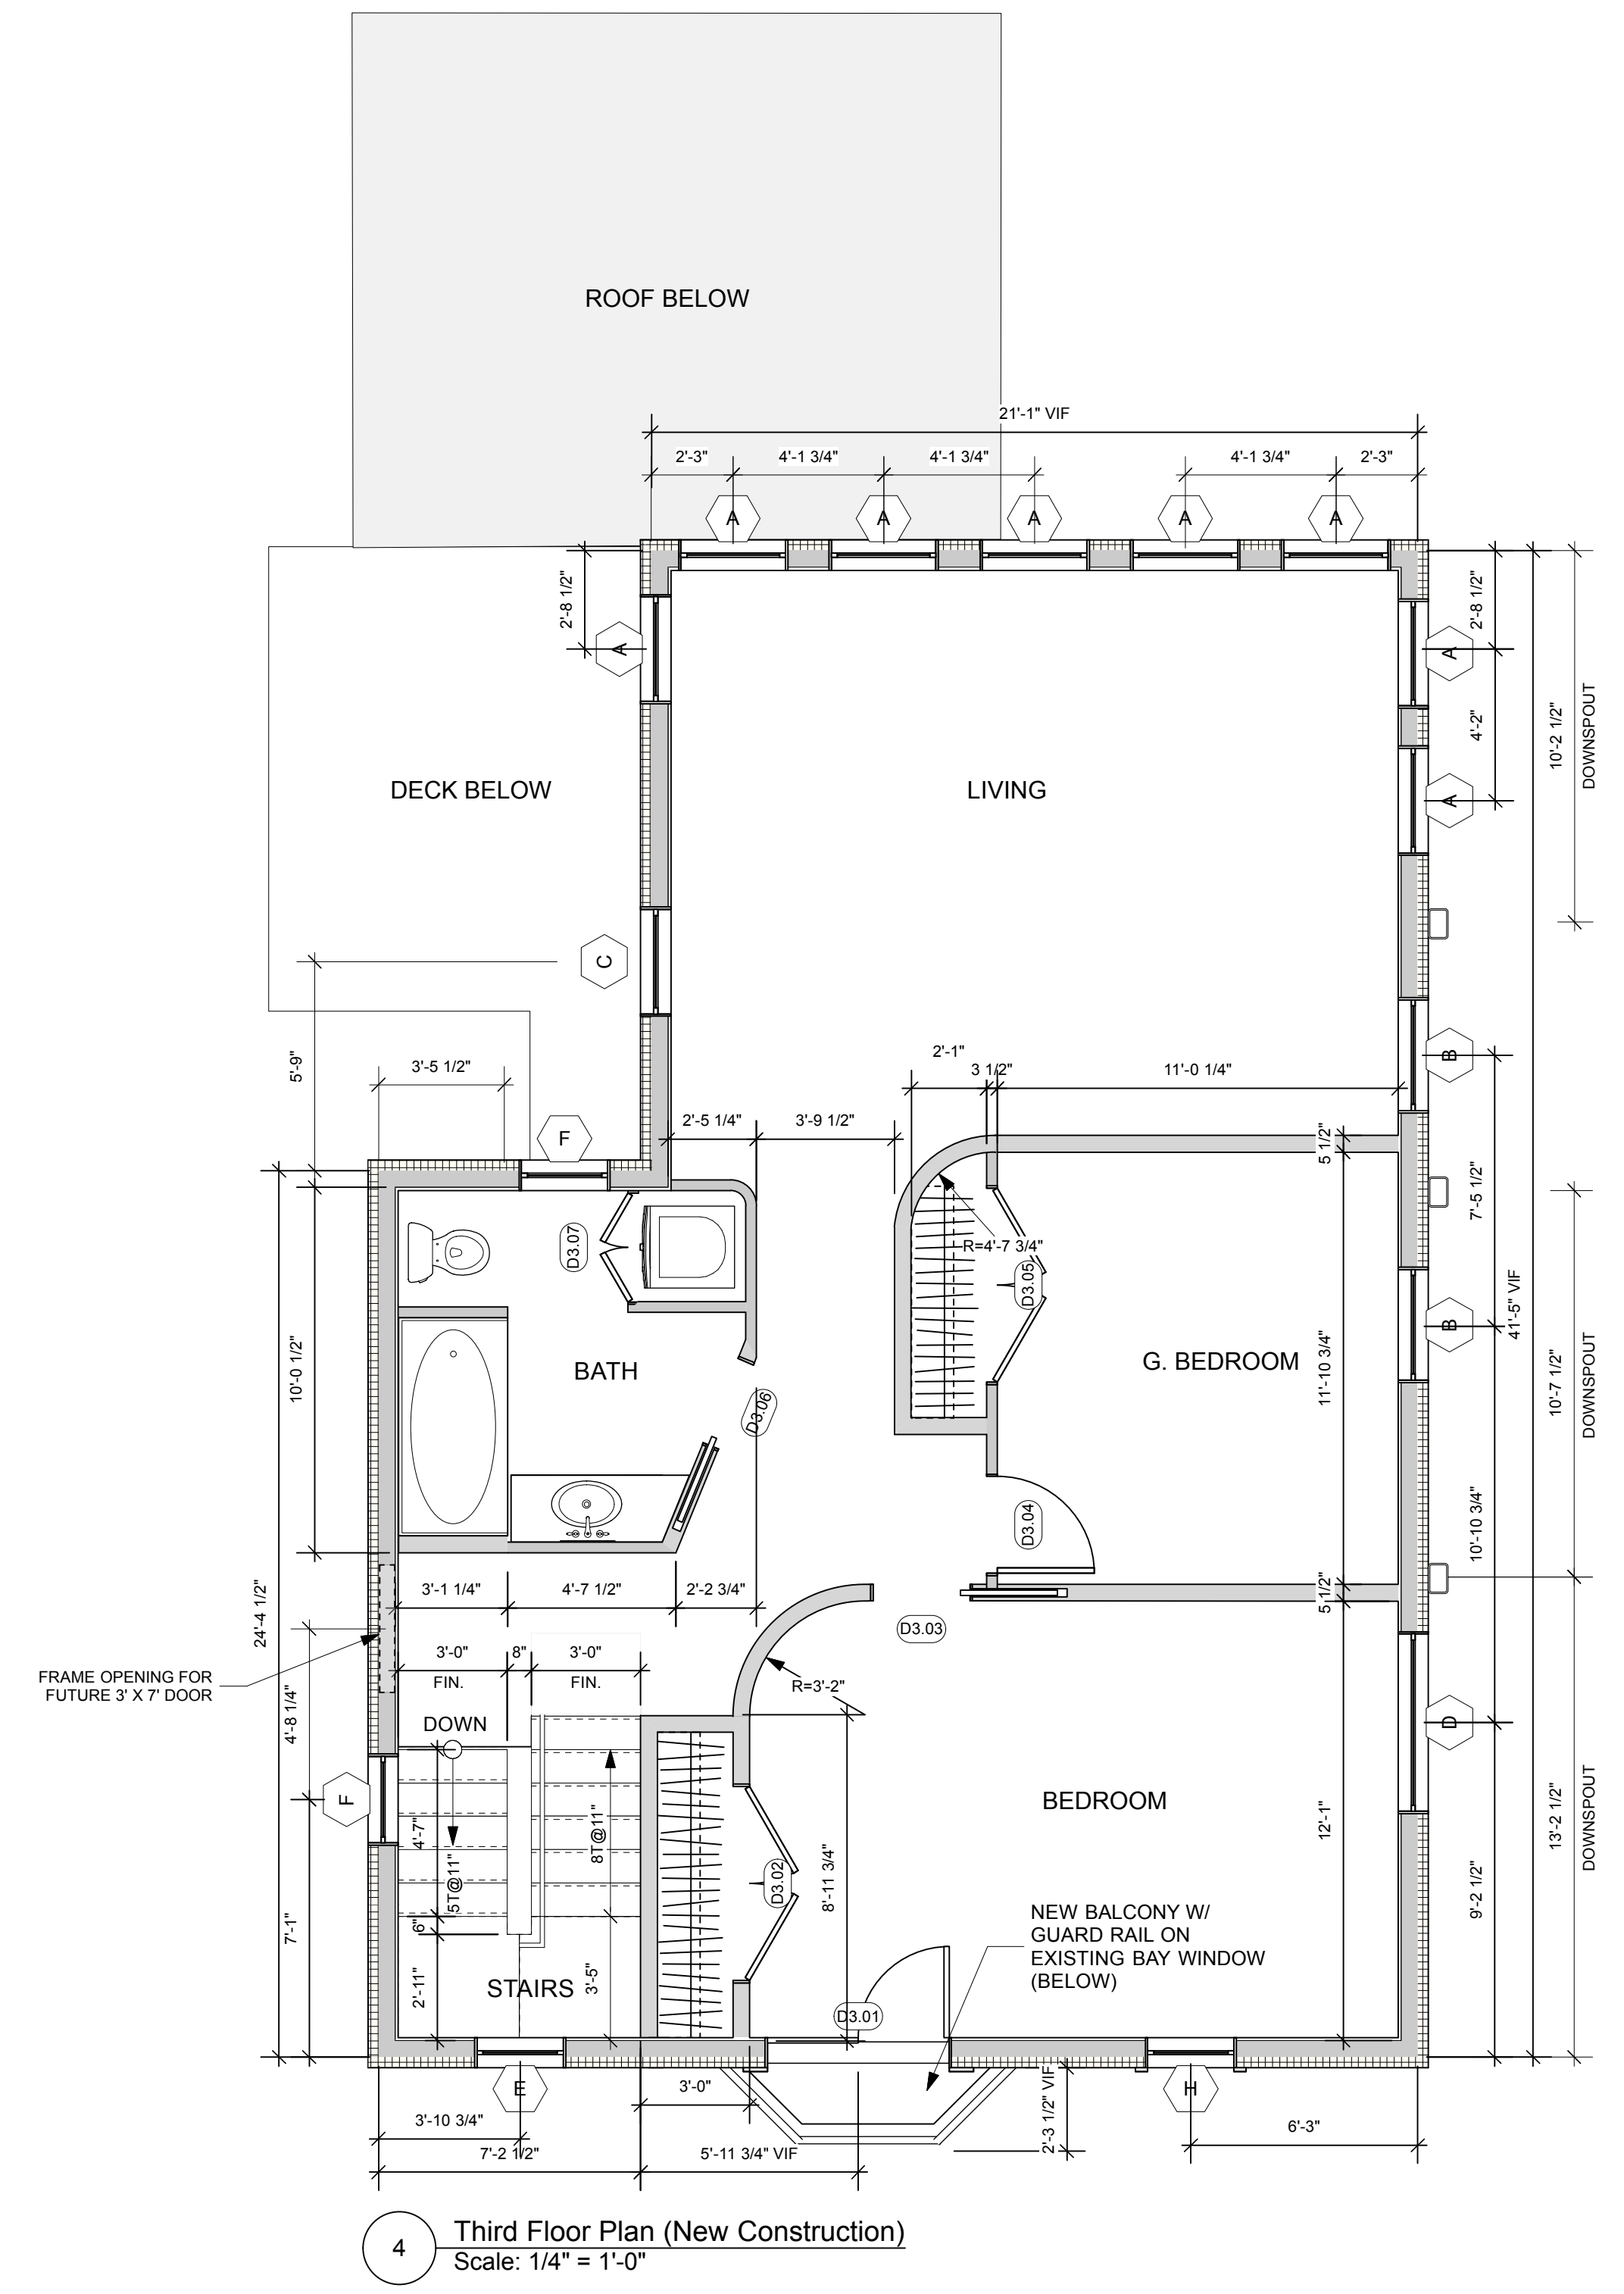 ROOF BELOW
21'-1" VIF
2'-3"
4'-1 3/4"
4'-1 3/4"
4'-1 3/4"
2'-3"
A
A
A
A
A
2'-8 1/2"
A
2'-8 1/2"
A
4'-2"
A
10'-2 1/2"
DOWNSPOUT
DECK BELOW
LIVING
C
5'-9"
3'-5 1/2"
F
2'-5 1/4"
3'-9 1/2"
2'-1"
3 1/2"
11'-0 1/4"
B
5 1/2"
7'-5 1/2"
D3.07
R=4'-7 3/4"
D3.05
41'-5" VIF
B
10'-0 1/2"
BATH
G. BEDROOM
11'-10 3/4"
10'-7 1/2"
DOWNSPOUT
D3.06
D3.04
10'-10 3/4"
3'-1 1/4"
4'-7 1/2"
2'-2 3/4"
5 1/2"
24'-4 1/2"
D3.03
3'-0"
8"
3'-0"
FIN.
FIN.
FRAME OPENING FOR
FUTURE 3' X 7' DOOR
R=3'-2"
4'-8 1/4"
DOWN
D
F
BEDROOM
4'-7"
8T@11"
12'-1"
13'-2 1/2"
DOWNSPOUT
5T@11"
D3.02
8'-11 3/4"
9'-2 1/2"
6"
7'-1"
NEW BALCONY W/
GUARD RAIL ON
EXISTING BAY WINDOW
(BELOW)
2'-11"
STAIRS
3'-5"
D3.01
E
3'-0"
H
2'-3 1/2" VIF
3'-10 3/4"
6'-3"
7'-2 1/2"
5'-11 3/4" VIF
4
Third Floor Plan (New Construction)
Scale: 1/4" = 1'-0"